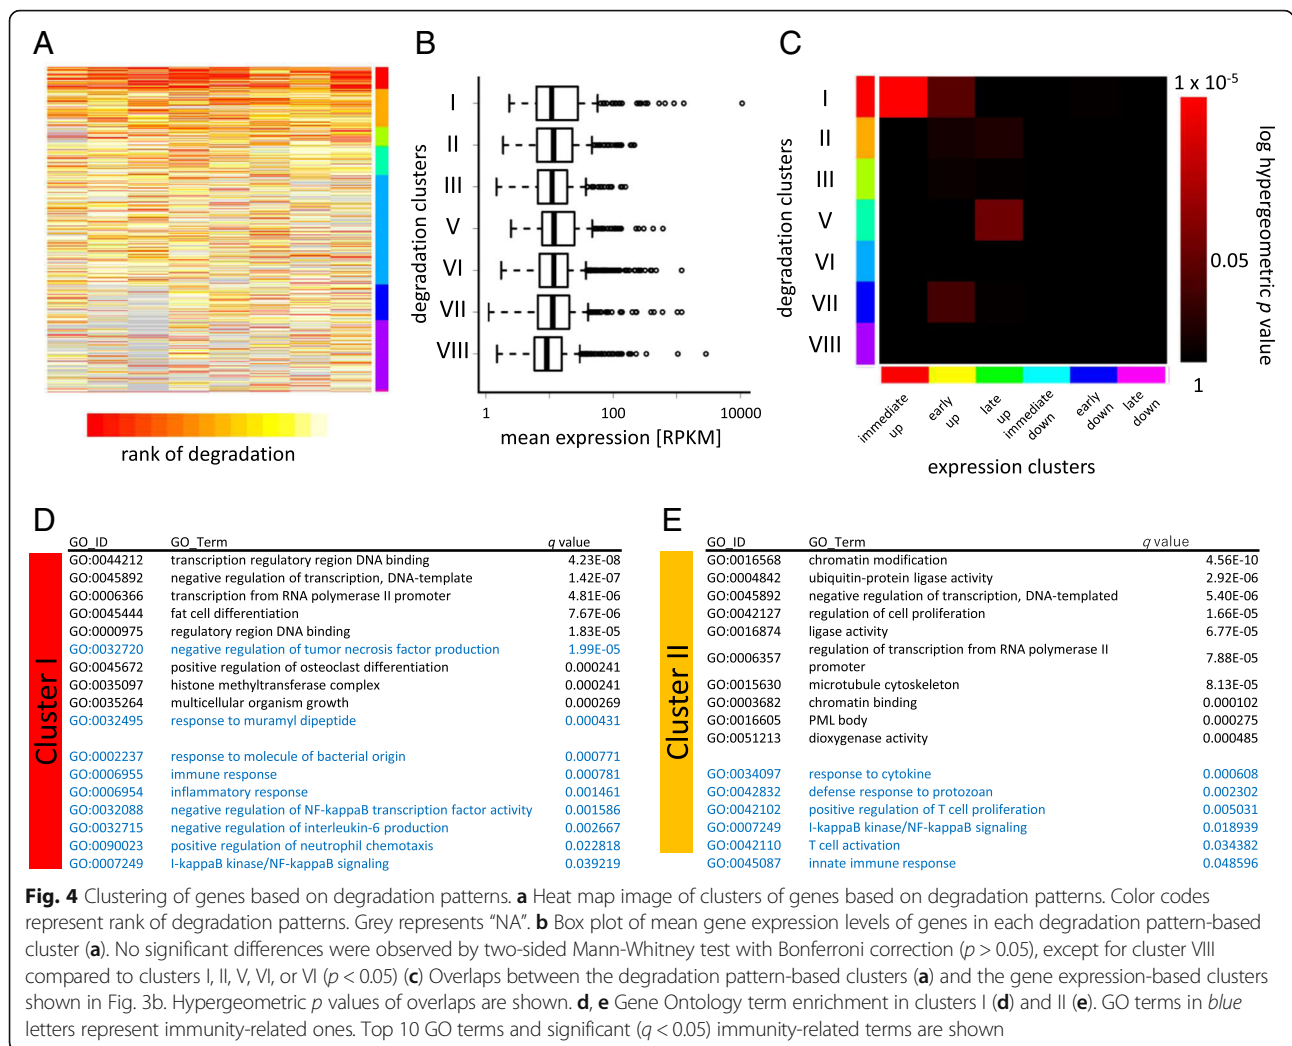 A
rank of degradation
B
degradation clusters
I
II
III
V
VI
VII
VIII
1
100
10000
mean expression [RPKM]
C
degradation clusters
I
II
III
V
VI
VII
VIII
immediate up
early up
late up
immediate down
early down
late down
expression clusters
1 x 10-5
0.05
1
log hypergeometric p value
D
Cluster I
GO_ID GO_Term q value
GO:0044212 transcription regulatory region DNA binding 4.23E-08
GO:0045892 negative regulation of transcription, DNA-template 1.42E-07
GO:0006366 transcription from RNA polymerase II promoter 4.81E-06
GO:0045444 fat cell differentiation 7.67E-06
GO:0000975 regulatory region DNA binding 1.83E-05
GO:0032720 negative regulation of tumor necrosis factor production 1.99E-05
GO:0045672 positive regulation of osteoclast differentiation 0.000241
GO:0035097 histone methyltransferase complex 0.000241
GO:0035264 multicellular organism growth 0.000269
GO:0032495 response to muramyl dipeptide 0.000431
GO:0002237 response to molecule of bacterial origin 0.000771
GO:0006955 immune response 0.000781
GO:0006954 inflammatory response 0.001461
GO:0032088 negative regulation of NF-kappaB transcription factor activity 0.001586
GO:0032715 negative regulation of interleukin-6 production 0.002667
GO:0090023 positive regulation of neutrophil chemotaxis 0.022818
GO:0007249 I-kappaB kinase/NF-kappaB signaling 0.039219
E
Cluster II
GO_ID GO_Term q value
GO:0016568 chromatin modification 4.56E-10
GO:0004842 ubiquitin-protein ligase activity 2.92E-06
GO:0045892 negative regulation of transcription, DNA-templated 5.40E-06
GO:0042127 regulation of cell proliferation 1.66E-05
GO:0016874 ligase activity 6.77E-05
GO:0006357 regulation of transcription from RNA polymerase II
promoter 7.88E-05
GO:0015630 microtubule cytoskeleton 8.13E-05
GO:0003682 chromatin binding 0.000102
GO:0016605 PML body 0.000275
GO:0051213 dioxygenase activity 0.000485
GO:0034097 response to cytokine 0.000608
GO:0042832 defense response to protozoan 0.002302
GO:0042102 positive regulation of T cell proliferation 0.005031
GO:0007249 I-kappaB kinase/NF-kappaB signaling 0.018939
GO:0042110 T cell activation 0.034382
GO:0045087 innate immune response 0.048596
Fig. 4 Clustering of genes based on degradation patterns. a Heat map image of clusters of genes based on degradation patterns. Color codes
represent rank of degradation patterns. Grey represents “NA”. b Box plot of mean gene expression levels of genes in each degradation pattern-based
cluster (a). No significant differences were observed by two-sided Mann-Whitney test with Bonferroni correction (p > 0.05), except for cluster VIII
compared to clusters I, II, V, VI, or VI (p < 0.05) (c) Overlaps between the degradation pattern-based clusters (a) and the gene expression-based clusters
shown in Fig. 3b. Hypergeometric p values of overlaps are shown. d, e Gene Ontology term enrichment in clusters I (d) and II (e). GO terms in blue
letters represent immunity-related ones. Top 10 GO terms and significant (q < 0.05) immunity-related terms are shown